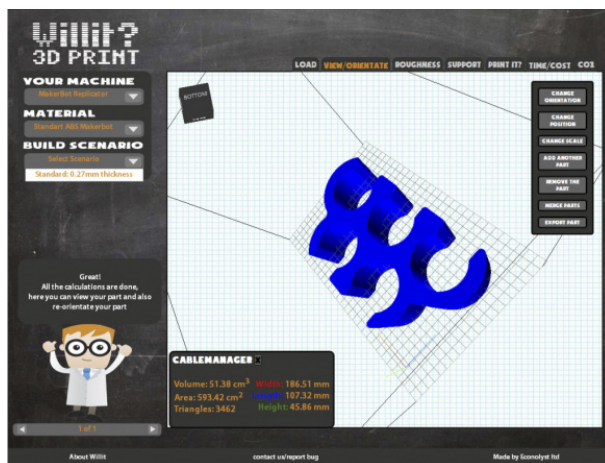 Willit?
3D PRINT
LOAD VIEW/ORIENTATE ROUGHNESS SUPPORT PRINT IT? TIME/COST CO2
YOUR MACHINE
MakerBot Replicator
MATERIAL
Standart ABS Makerbot
BUILD SCENARIO
Select Scenario
Standard: 0.27mm thickness
BOTTOM
CHANGE
ORIENTATION
CHANGE
POSITION
CHANGE SCALE
ADD ANOTHER
PART
REMOVE THE
PART
MERGE PARTS
EXPORT PART
Great!
All the calculations are done,
here you can view your part and also
re-orientate your part
CABLEMANAGER X
Volume: 51.38 cm³ Width: 186.51 mm
Area: 593.42 cm² Length: 107.32 mm
Triangles: 3462 Height: 45.86 mm
1 of 1
About Willit contact us/report bug Made by Econolyst ltd